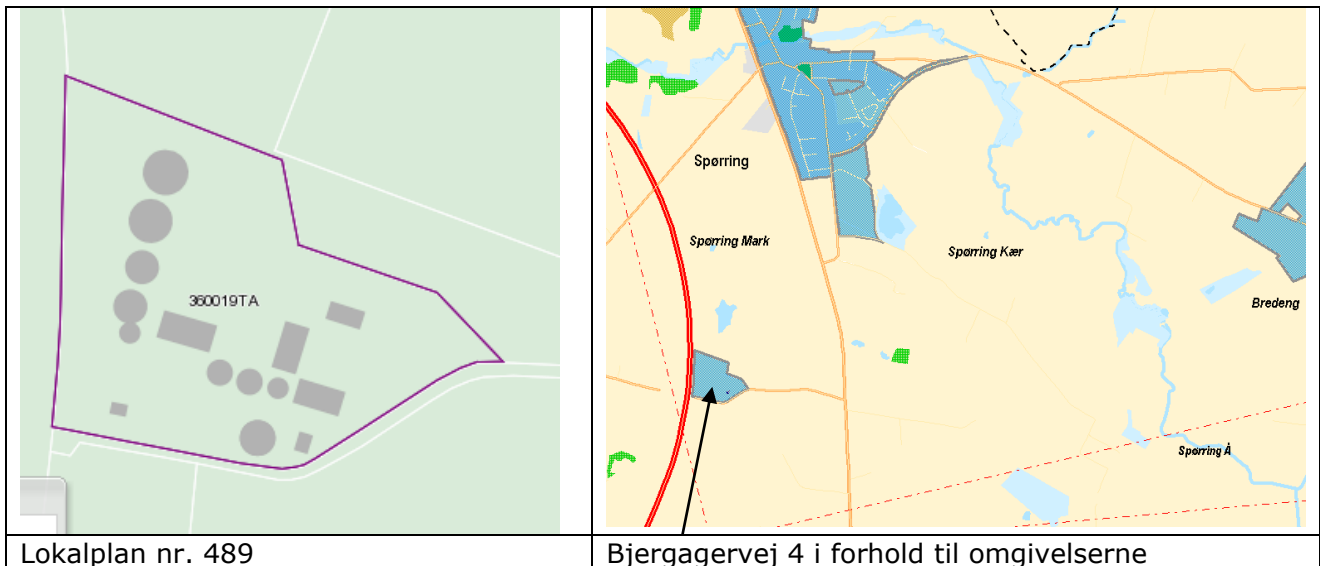 360019TA
Spørring
Spørring Mark
Spørring Kær
Bredeng
Spørring Å
Lokalplan nr. 489
Bjergagervej 4 i forhold til omgivelserne